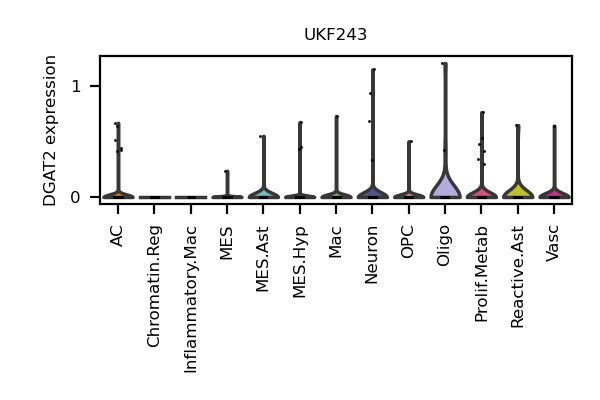 UKF243
DGAT2 expression
1
0
AC
Chromatin.Reg
Inflammatory.Mac
MES
MES.Ast
MES.Hyp
Mac
Neuron
OPC
Oligo
Prolif.Metab
Reactive.Ast
Vasc